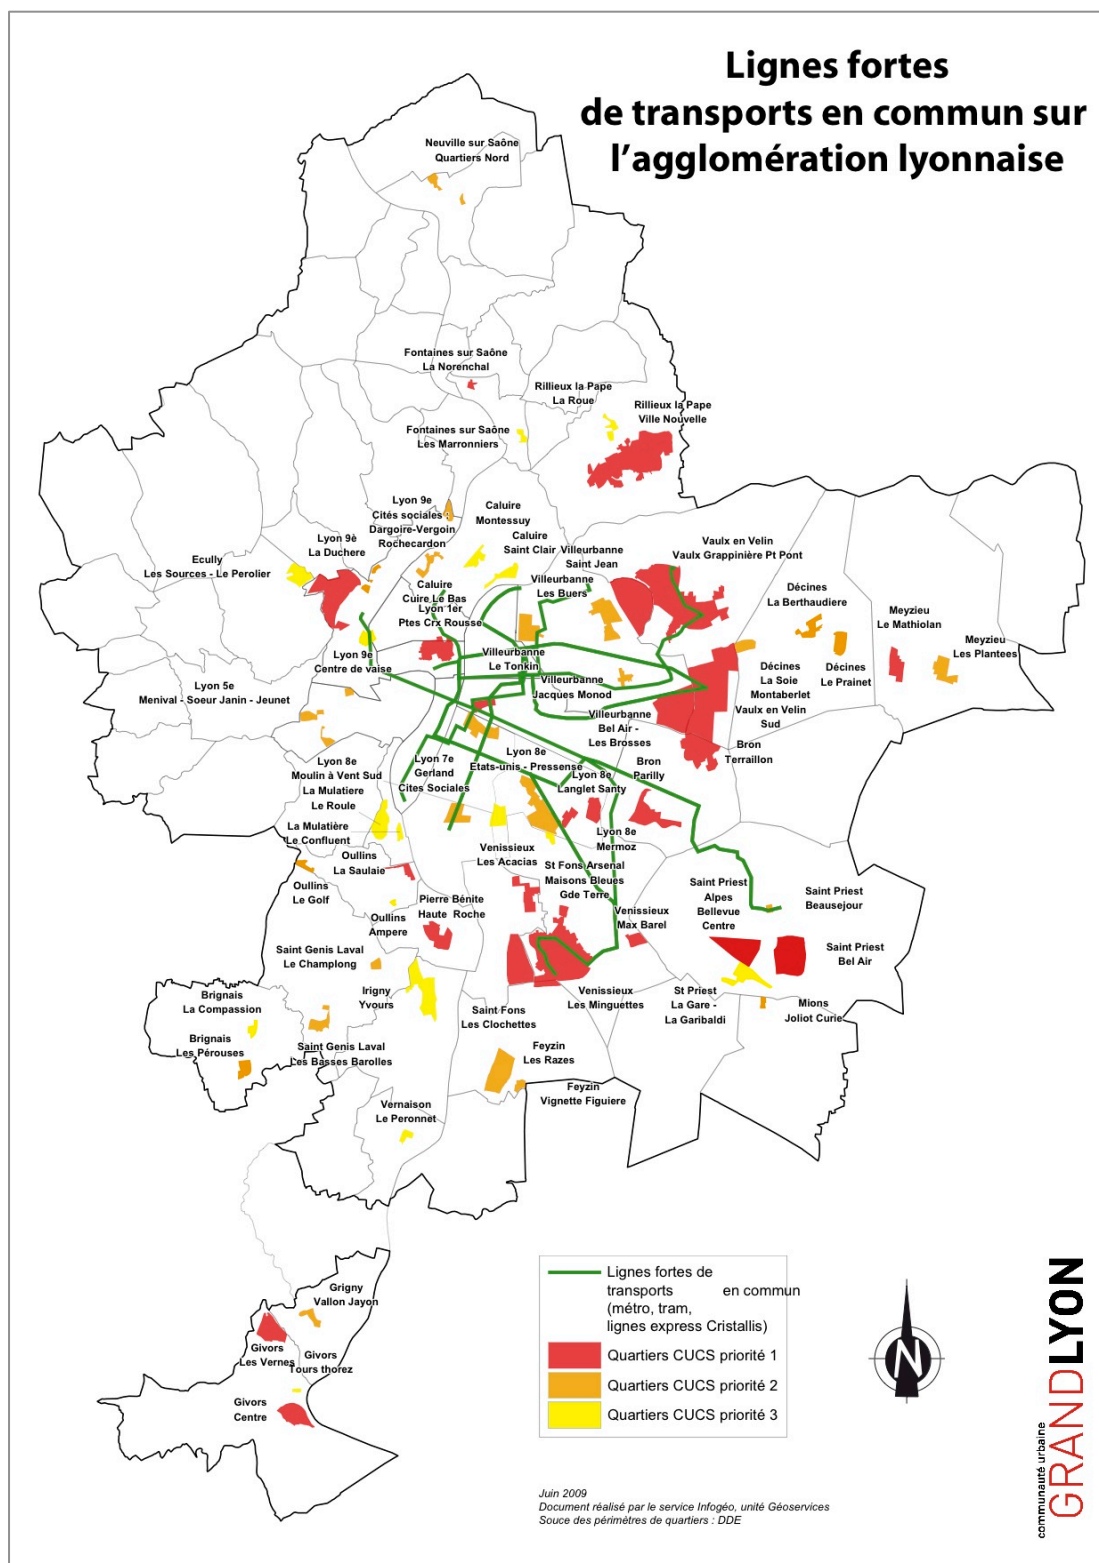 Lignes fortes
de transports en commun sur
l'agglomération lyonnaise
Neuville sur Saône
Quartiers Nord
Fontaines sur Saône
La Norenchal
Rillieux la Pape
La Roue
Rillieux la Pape
Ville Nouvelle
Fontaines sur Saône
Les Marronniers
Lyon 9e
Cités sociales :
Dargoire-Vergoin
Rochecardon
Caluire
Montessuy
Caluire
Saint Clair
Villeurbanne
Saint Jean
Vaulx en Velin
Vaulx Grappinière Pt Pont
Lyon 9è
La Duchere
Ecully
Les Sources - Le Perolier
Caluire
Cuire Le Bas
Lyon 1er
Ptes Crx Rousse
Villeurbanne
Les Buers
Décines
La Berthaudiere
Meyzieu
Le Mathiolan
Meyzieu
Les Plantees
Lyon 9e
Centre de vaise
Villeurbanne
Le Tonkin
Décines
La Soie
Montaberlet
Vaulx en Velin
Sud
Décines
Le Prainet
Lyon 5e
Menival - Soeur Janin - Jeunet
Villeurbanne
Jacques Monod
Villeurbanne
Bel Air -
Les Brosses
Bron
Terraillon
Lyon 8e
Moulin à Vent Sud
La Mulatiere
Le Roule
Lyon 7e
Gerland
Cites Sociales
Lyon 8e
Etats-unis - Pressense
Lyon 8e
Langlet Santy
Bron
Parilly
La Mulatière
Le Confluent
Lyon 8e
Mermoz
Oullins
La Saulaie
Venissieux
Les Acacias
St Fons Arsenal
Maisons Bleues
Gde Terre
Oullins
Le Golf
Pierre Bénite
Haute Roche
Saint Priest
Alpes
Bellevue
Centre
Saint Priest
Beausejour
Oullins
Ampere
Venissieux
Max Barel
Saint Priest
Bel Air
Saint Genis Laval
Le Champlong
Irigny
Yvours
Venissieux
Les Minguettes
St Priest
La Gare -
La Garibaldi
Mions
Joliot Curie
Brignais
La Compassion
Saint Fons
Les Clochettes
Brignais
Les Pérouses
Saint Genis Laval
Les Basses Barolles
Feyzin
Les Razes
Feyzin
Vignette Figuiere
Vernaison
Le Peronnet
Grigny
Vallon Jayon
Givors
Les Vernes
Givors
Tours thorez
Givors
Centre
Lignes fortes de
transports en commun
(métro, tram,
lignes express Cristallis)
Quartiers CUCS priorité 1
Quartiers CUCS priorité 2
Quartiers CUCS priorité 3
N
communauté urbaine
GRANDLYON
Juin 2009
Document réalisé par le service Infogéo, unité Géoservices
Souce des périmètres de quartiers : DDE